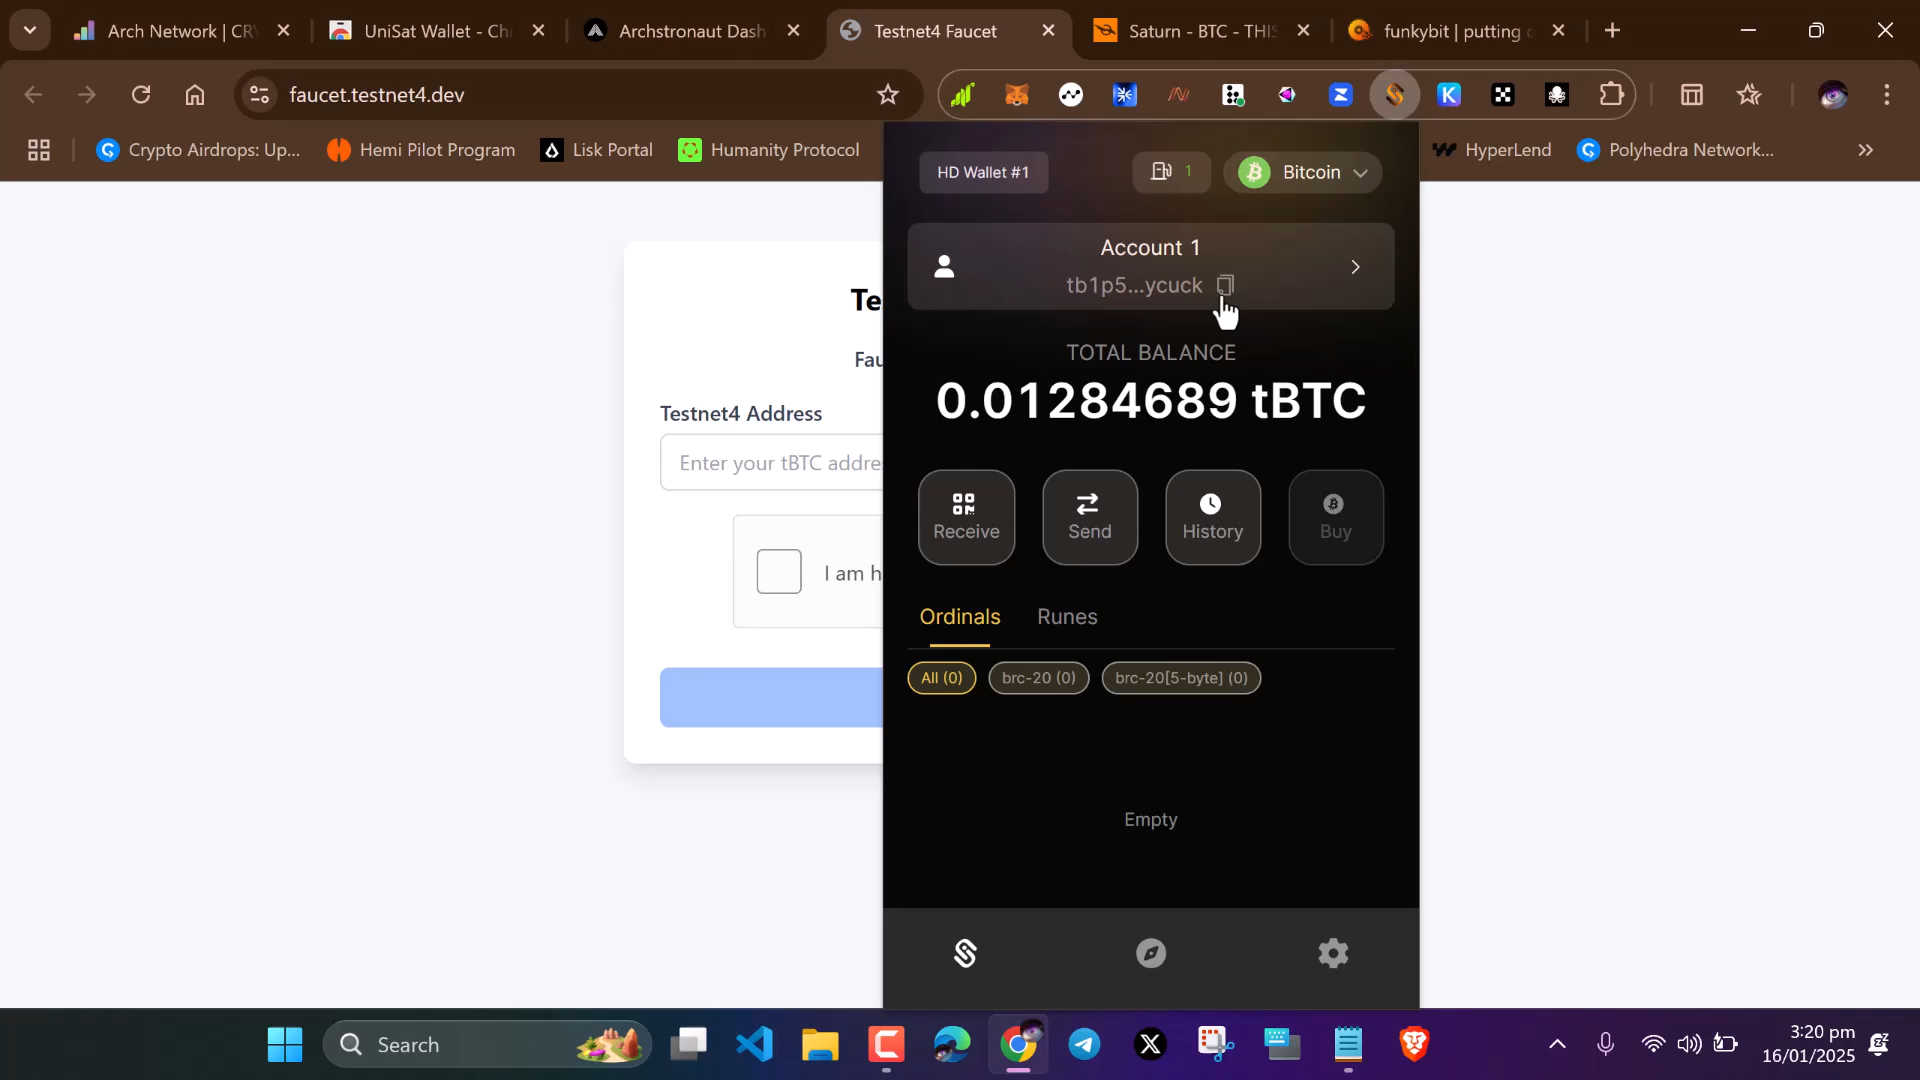 Arch Network | CRY
UniSat Wallet - Ch
Archstronaut Dash
Testnet4 Faucet
Saturn - BTC - THIS
funkybit | putting
faucet.testnet4.dev
Crypto Airdrops: Up...
Hemi Pilot Program
Lisk Portal
Humanity Protocol
HyperLend
Polyhedra Network...
HD Wallet #1
1
Bitcoin
Account 1
tb1p5...ycuck
TOTAL BALANCE
0.01284689 tBTC
Receive
Send
History
Buy
Ordinals
Runes
All (0)
brc-20 (0)
brc-20[5-byte] (0)
Empty
Te
Fau
Testnet4 Address
Enter your tBTC addre
I am h
Search
3:20 pm
16/01/2025